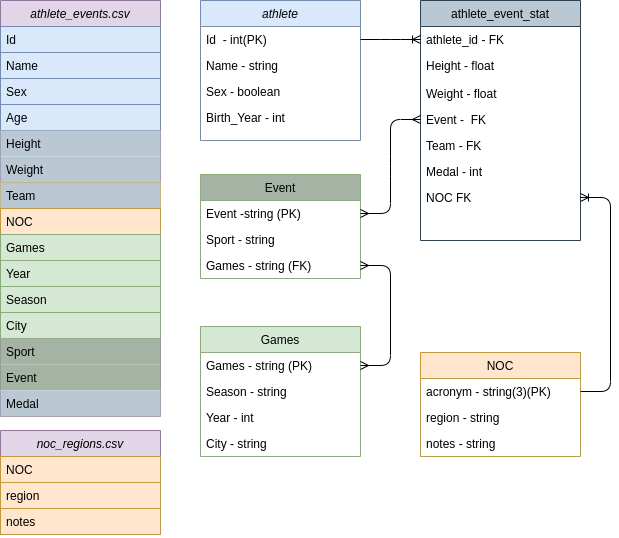 athlete_events.csv
Id
Name
Sex
Age
Height
Weight
Team
NOC
Games
Year
Season
City
Sport
Event
Medal
noc_regions.csv
NOC
region
notes
athlete
Id - int(PK)
Name - string
Sex - boolean
Birth_Year - int
Event
Event -string (PK)
Sport - string
Games - string (FK)
Games
Games - string (PK)
Season - string
Year - int
City - string
athlete_event_stat
athlete_id - FK
Height - float
Weight - float
Event - FK
Team - FK
Medal - int
NOC FK
NOC
acronym - string(3)(PK)
region - string
notes - string